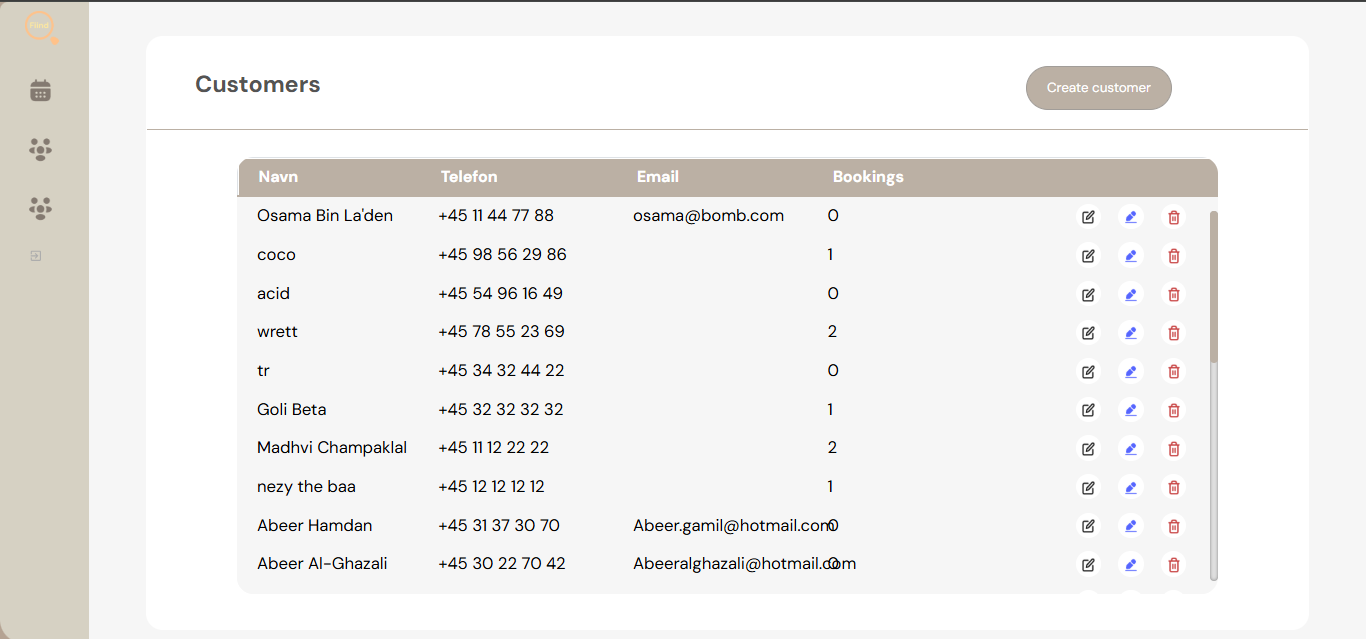 Find
Customers
Create customer
Navn Telefon Email Bookings
Osama Bin La'den +45 11 44 77 88 osama@bomb.com 0
coco +45 98 56 29 86 1
acid +45 54 96 16 49 0
wrett +45 78 55 23 69 2
tr +45 34 32 44 22 0
Goli Beta +45 32 32 32 32 1
Madhvi Champaklal +45 11 12 22 22 2
nezy the baa +45 12 12 12 12 1
Abeer Hamdan +45 31 37 30 70 Abeer.gamil@hotmail.com 0
Abeer Al-Ghazali +45 30 22 70 42 Abeeralghazali@hotmail.com 0